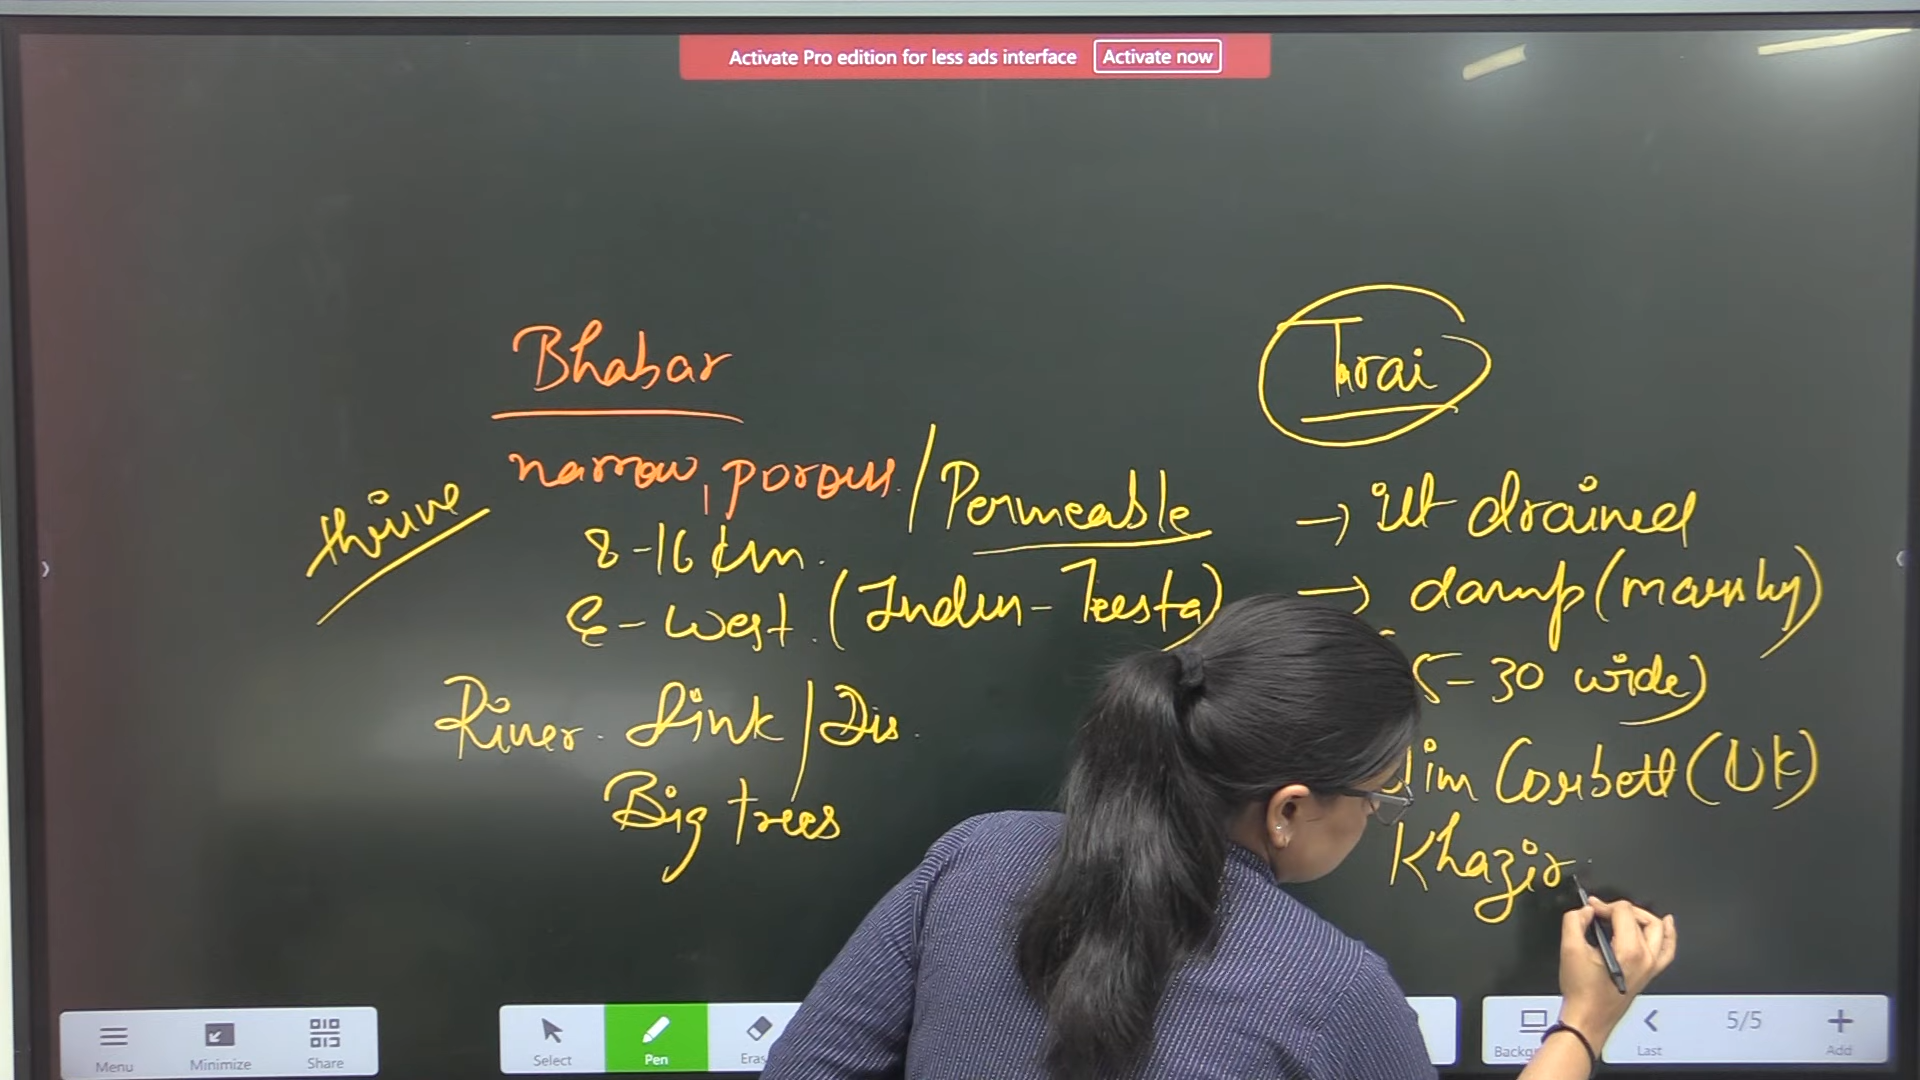 Activate Pro edition for less ads interface Activate now
Bhabar
narrow, porous. / Permeable
thrive
8-16 km.
E-west. (Indus-Teesta)
River. Sink / Dis.
Big trees
Tarai
→ ill drained
→ damp (marshy)
5-30 wide)
Jim Corbett (UK)
Khazir
Menu
Minimize
Share
Select
Pen
Eras
Backgr
Last
5/5
Add